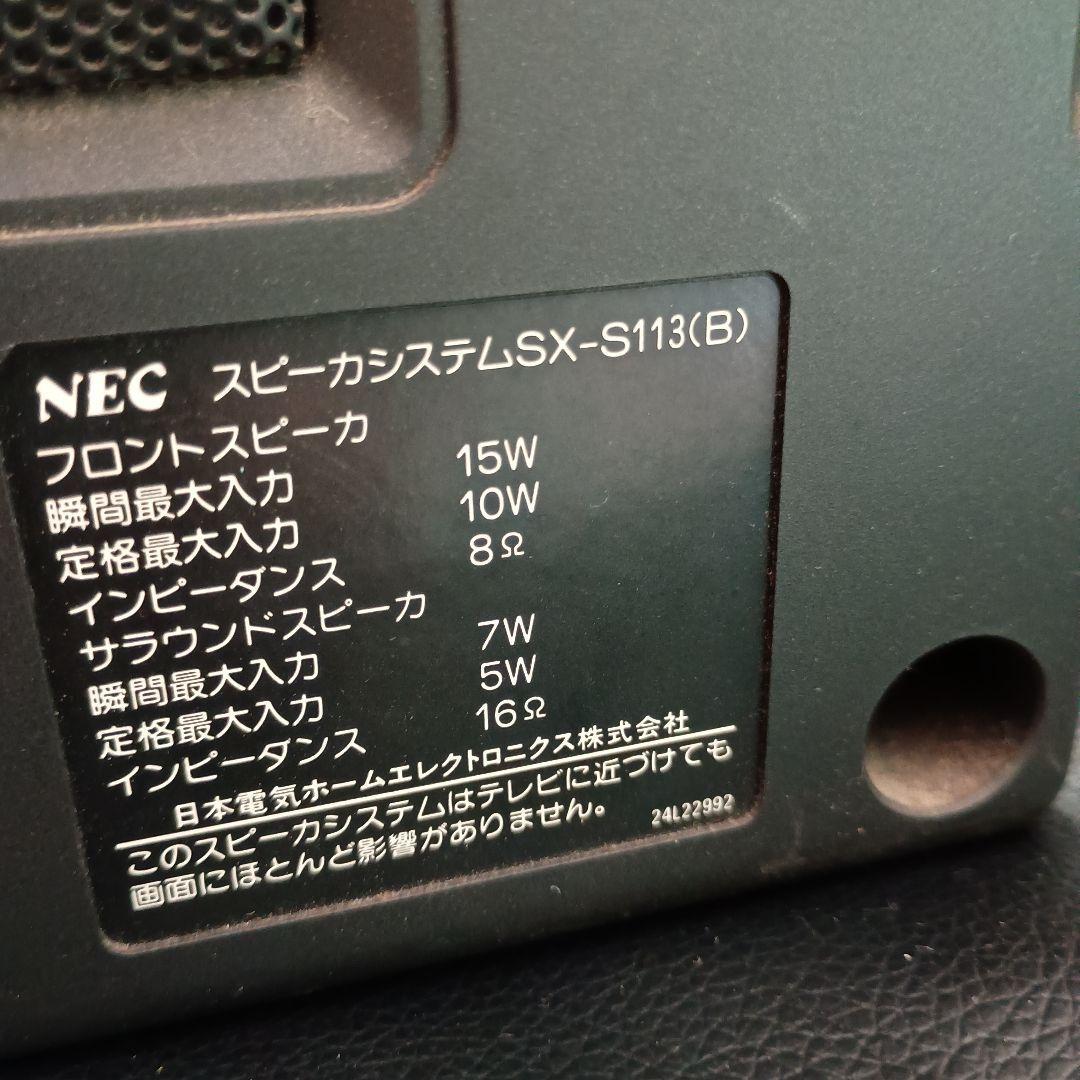 NEC スピーカシステムSX-S113(B)
フロントスピーカ
瞬間最大入力 15W
定格最大入力 10W
インピーダンス 8Ω
サラウンドスピーカ
瞬間最大入力 7W
定格最大入力 5W
インピーダンス 16Ω
日本電気ホームエレクトロニクス株式会社
このスピーカシステムはテレビに近づけても
画面にほとんど影響がありません。 24L22992